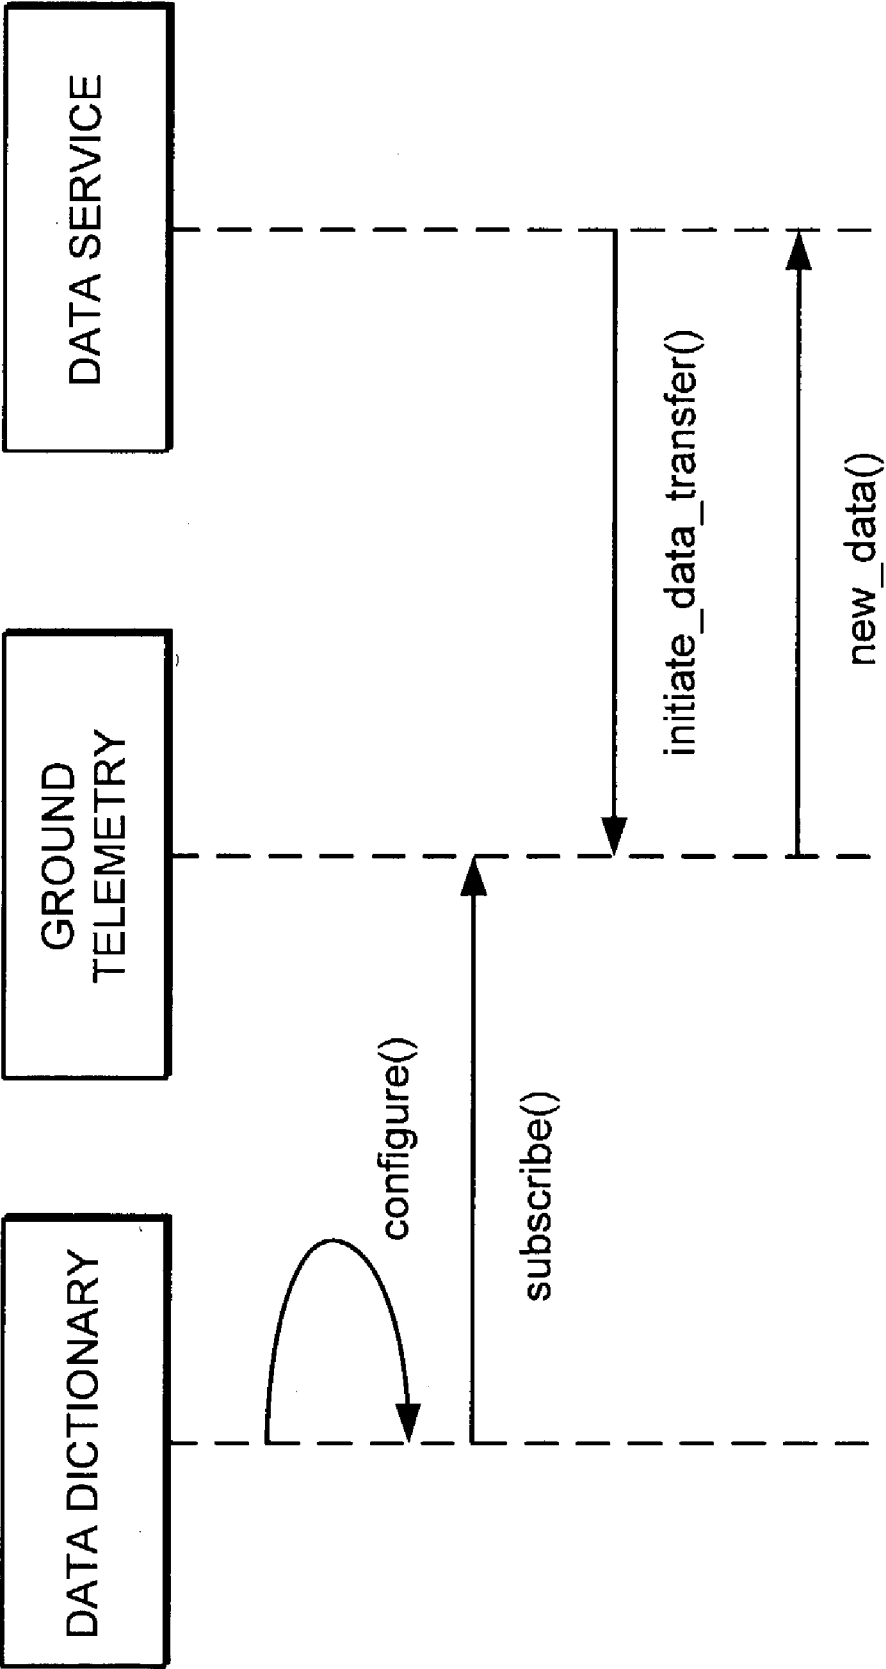 DATA DICTIONARY
GROUND
TELEMETRY
DATA SERVICE
configure()
subscribe()
initiate_data_transfer()
new_data()